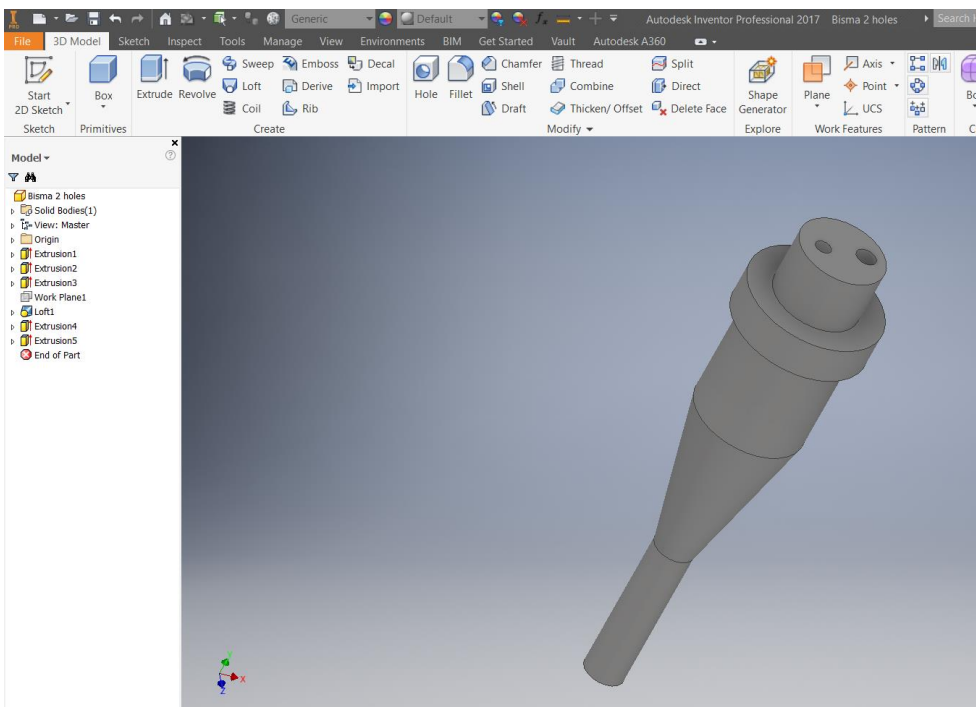 PRO
Generic
Default
Autodesk Inventor Professional 2017 Bisma 2 holes
File 3D Model Sketch Inspect Tools Manage View Environments BIM Get Started Vault Autodesk A360
Start
2D Sketch
Box
Extrude
Revolve
Sweep Emboss Decal
Loft Derive Import
Coil Rib
Hole
Fillet
Chamfer Thread Split
Shell Combine Direct
Draft Thicken/ Offset Delete Face
Shape
Generator
Plane
Axis
Point
UCS
Sketch Primitives Create Modify Explore Work Features Pattern
Model
Bisma 2 holes
Solid Bodies(1)
View: Master
Origin
Extrusion1
Extrusion2
Extrusion3
Work Plane1
Loft1
Extrusion4
Extrusion5
End of Part
Y
X
Z